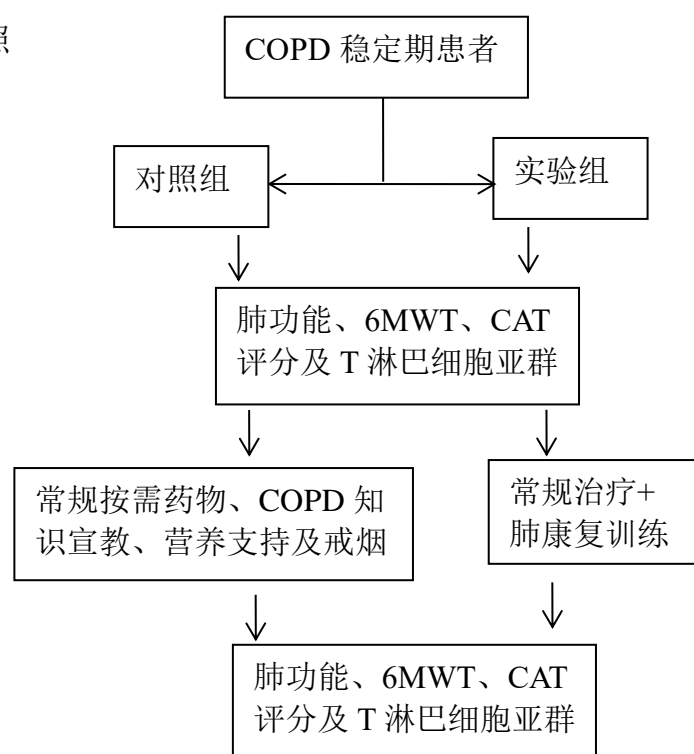 照
COPD 稳定期患者
对照组
实验组
肺功能、6MWT、CAT
评分及 T 淋巴细胞亚群
常规按需药物、COPD 知
识宣教、营养支持及戒烟
常规治疗+
肺康复训练
肺功能、6MWT、CAT
评分及 T 淋巴细胞亚群